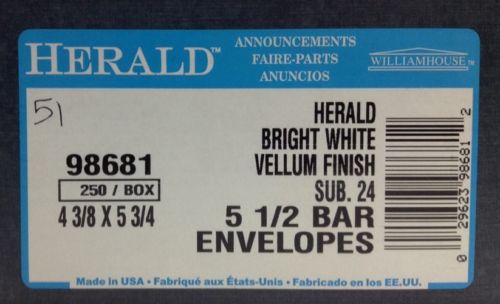 HERALD™
ANNOUNCEMENTS
FAIRE-PARTS
ANUNCIOS
WILLIAMHOUSE™
51
98681
250 / BOX
4 3/8 X 5 3/4
HERALD
BRIGHT WHITE
VELLUM FINISH
SUB. 24
5 1/2 BAR
ENVELOPES
0 29623 98681 2
Made in USA • Fabriqué aux États-Unis • Fabricado en los EE.UU.